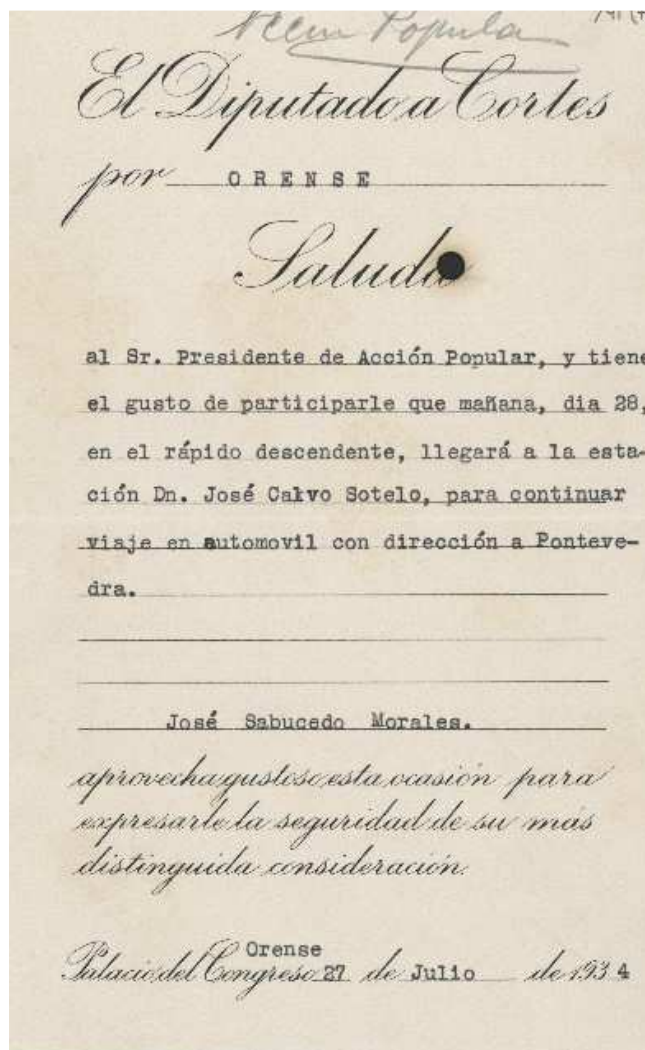 Popular
El Diputado a Cortes
por ORENSE
Saluda
al Sr. Presidente de Acción Popular, y tiene
el gusto de participarle que mañana, dia 28,
en el rápido descendente, llegará a la esta-
ción Dn. José Calvo Sotelo, para continuar
viaje en automovil con dirección a Ponteve-
dra.
José Sabucedo Morales.
aprovecha gustoso esta ocasión para
expresarle la seguridad de su más
distinguida consideración.
Orense
Palacio del Congreso 27 de Julio de 1934